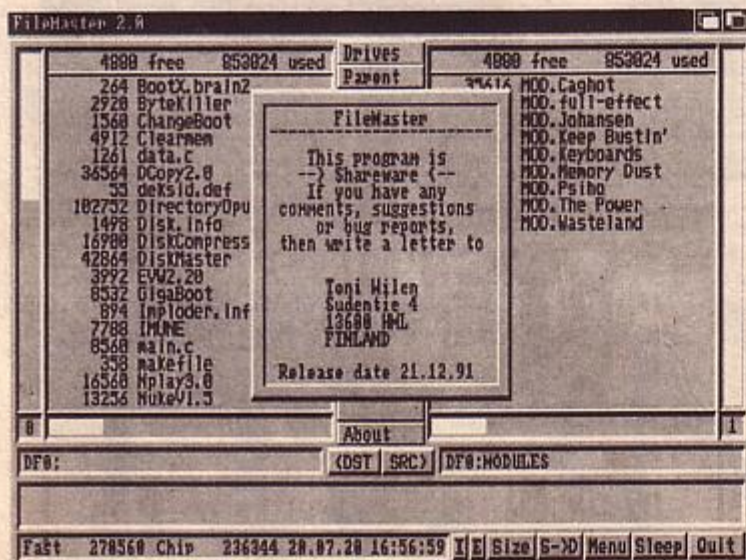 FileMaster 2.0
4880 free 853024 used
Drives
4880 free 853024 used
Parent
264 BootX.brain2
2920 ByteKiller
1560 ChangeBoot
4912 Clearmem
1261 data.c
36564 DCopy2.0
55 deksid.def
102752 DirectoryOpu
1498 Disk.info
16900 DiskCompress
42864 DiskMaster
3992 EVW2.20
8532 GigaBoot
894 Imploder.inf
7788 IMUNE
8560 main.c
358 makefile
16560 Nplay3.0
13256 NukeV1.5
FileMaster
This program is
--> Shareware <--
If you have any
comments, suggestions
or bug reports,
then write a letter to
Toni Wilen
Sudentie 4
13600 HML
FINLAND
Release date 21.12.91
35616 MOD.Caghot
MOD.full-effect
MOD.Johansen
MOD.Keep Bustin'
MOD.Keyboards
MOD.Memory Dust
MOD.Psiho
MOD.The Power
MOD.Wasteland
0
About
1
DF0:
<DST
SRC>
DF0:MODULES
Fast 278560 Chip 236344 20.07.20 16:56:59 I E Size S->D Menu Sleep Quit